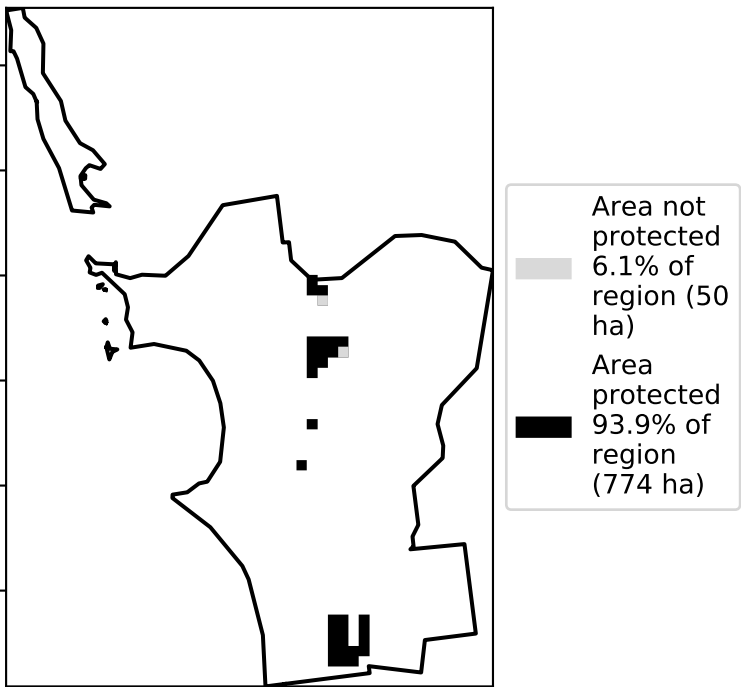 Area not
protected
6.1% of
region (50
ha)
Area
protected
93.9% of
region
(774 ha)